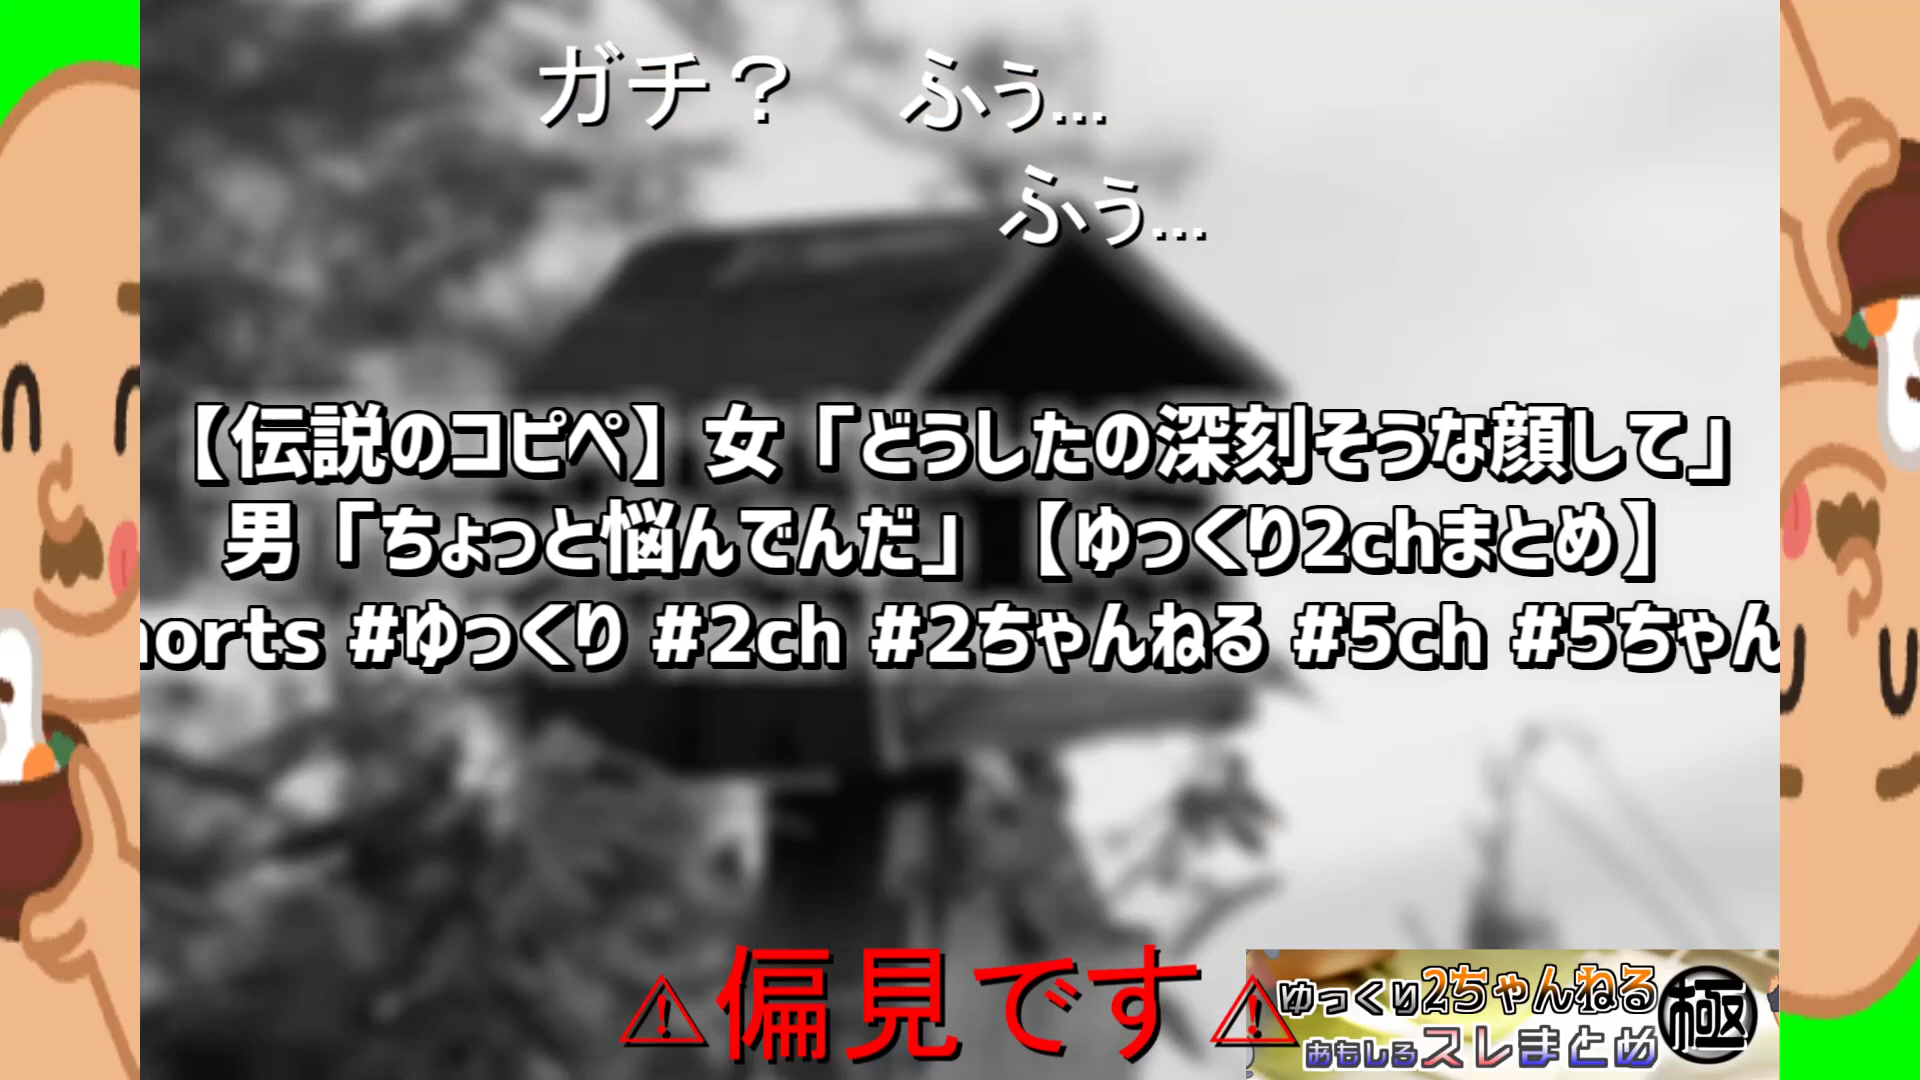 ガチ？　ふぅ...
ふぅ...
【伝説のコピペ】女「どうしたの深刻そうな顔して」
男「ちょっと悩んでんだ」【ゆっくり2chまとめ】
horts #ゆっくり #2ch #2ちゃんねる #5ch #5ちゃん
⚠偏見です⚠
ゆっくり2ちゃんねる
おもしろスレまとめ
極